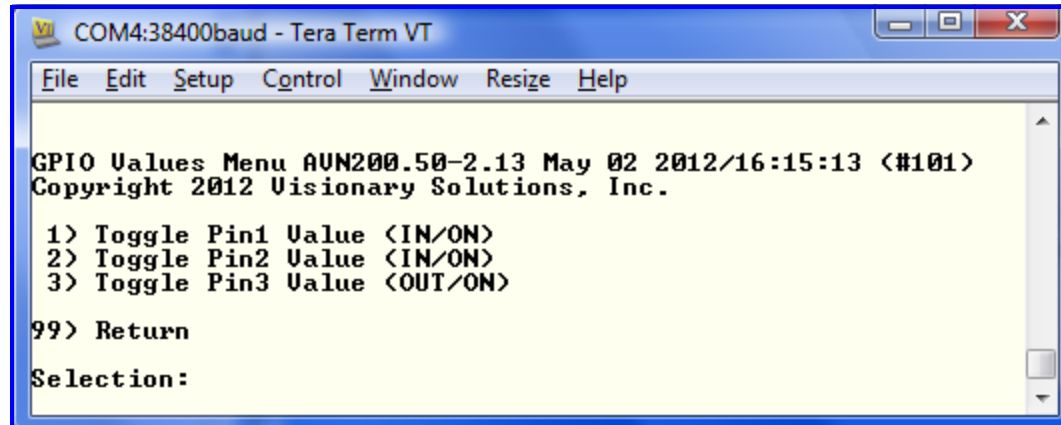 COM4:38400baud - Tera Term VT
File Edit Setup Control Window Resize Help
GPIO Values Menu AVN200.50-2.13 May 02 2012/16:15:13 (#101)
Copyright 2012 Visionary Solutions, Inc.
1) Toggle Pin1 Value (IN/ON)
2) Toggle Pin2 Value (IN/ON)
3) Toggle Pin3 Value (OUT/ON)
99) Return
Selection: